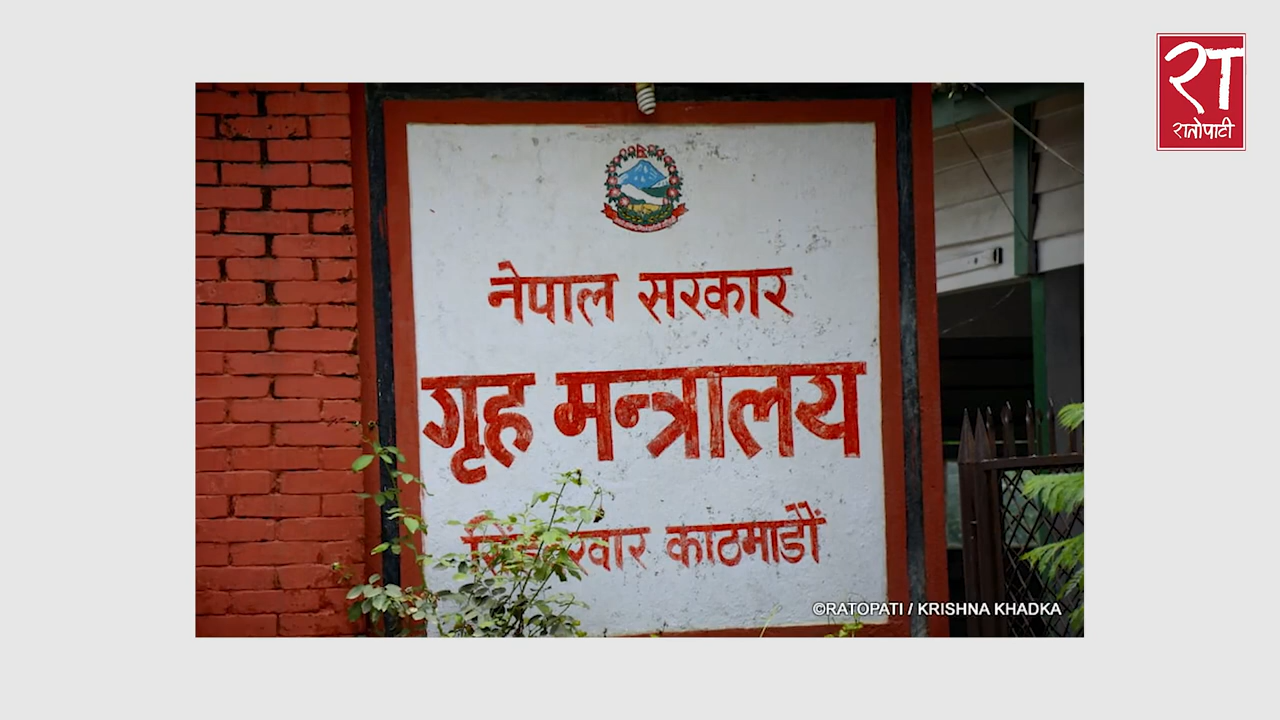 नेपाल सरकार
गृह मन्त्रालय
काठमाडौं
©RATOPATI / KRISHNA KHADKA
रा
रातोपाटी